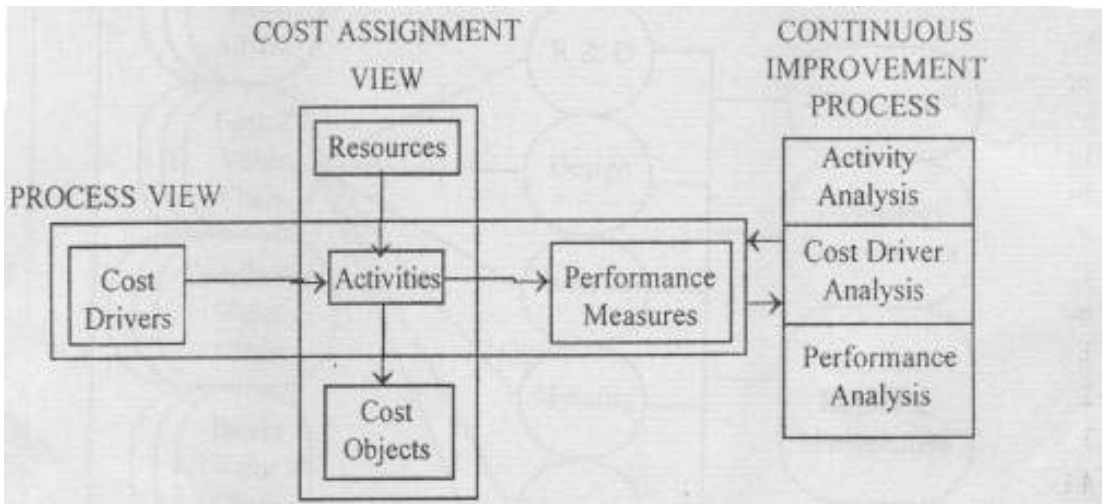 COST ASSIGNMENT
VIEW
CONTINUOUS
IMPROVEMENT
PROCESS
Resources
PROCESS VIEW
Cost
Drivers
Activities
Performance
Measures
Cost
Objects
Activity
Analysis
Cost Driver
Analysis
Performance
Analysis
R & D
Design